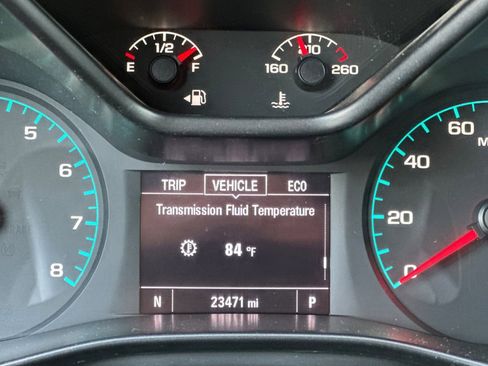 1/2
E F
210
160 260
5
6
7
8
60
40
20
0
M
TRIP VEHICLE ECO
Transmission Fluid Temperature
84 °F
N 23471 mi P